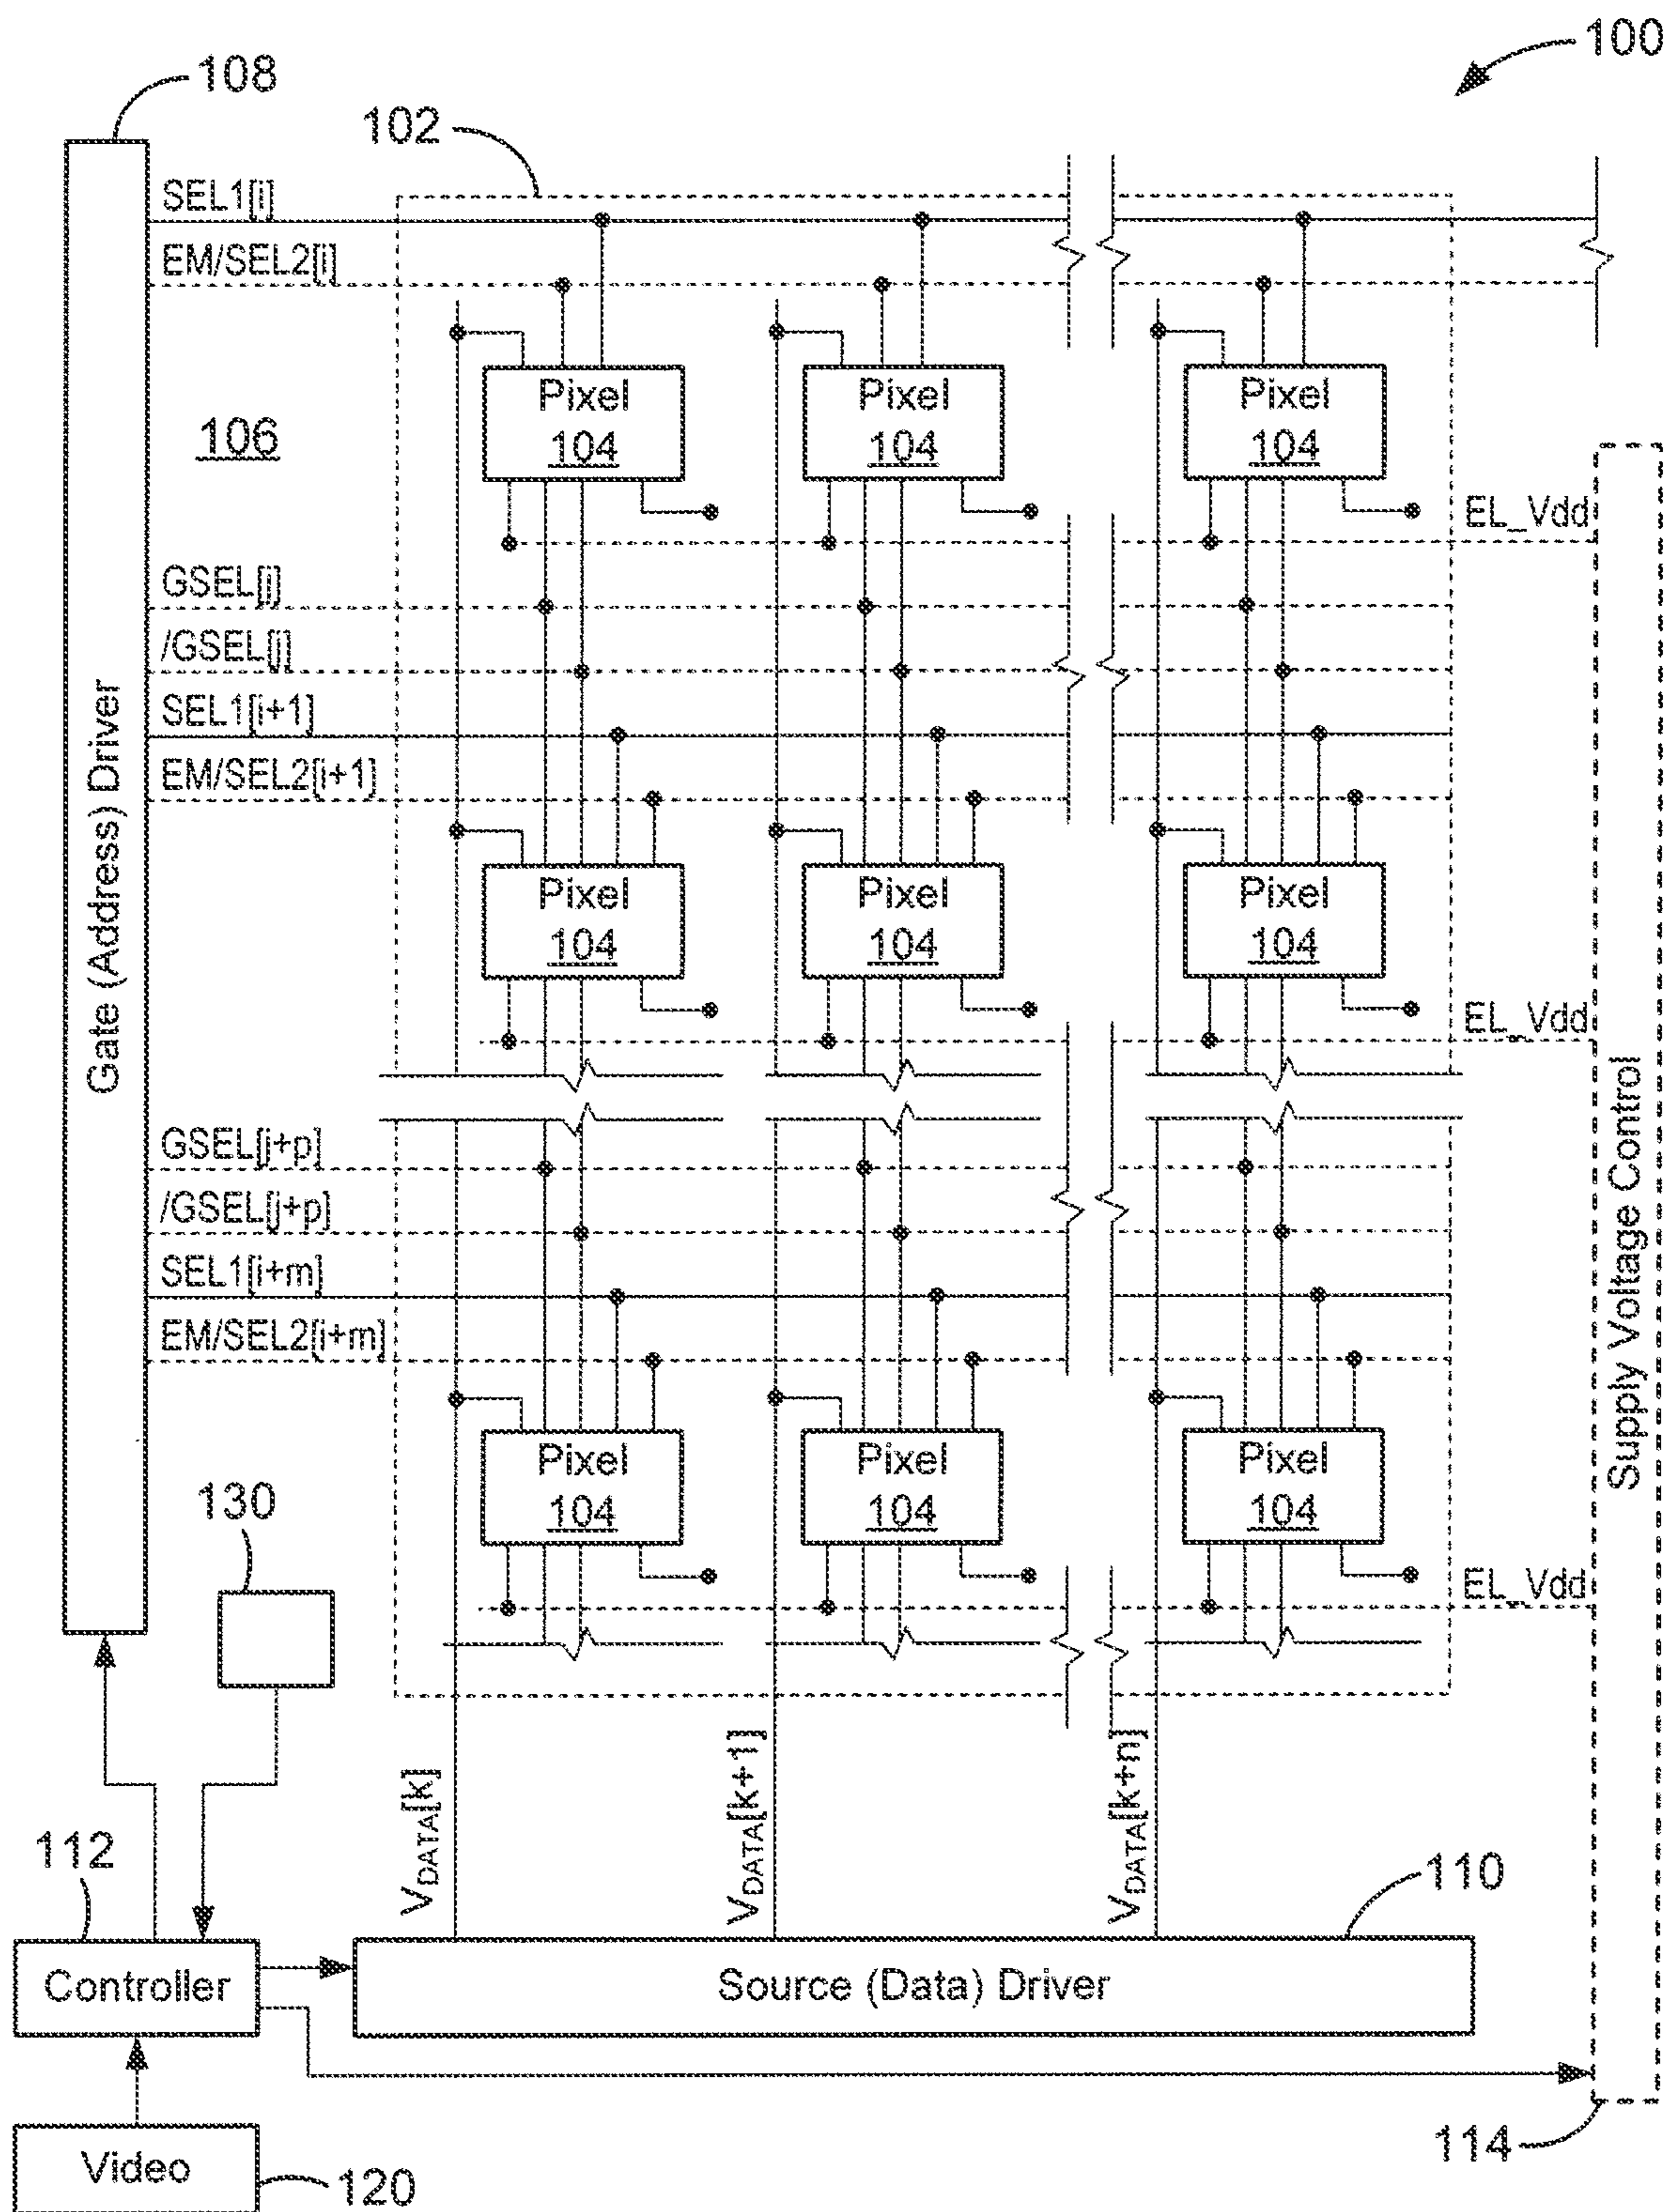 100
108
102
SEL1[i]
EM/SEL2[i]
Pixel
104
Pixel
104
Pixel
104
106
EL_Vdd
GSEL[j]
/GSEL[j]
SEL1[i+1]
EM/SEL2[i+1]
Gate (Address) Driver
Pixel
104
Pixel
104
Pixel
104
EL_Vdd
Supply Voltage Control
GSEL[j+p]
/GSEL[j+p]
SEL1[i+m]
EM/SEL2[i+m]
Pixel
104
Pixel
104
Pixel
104
130
EL_Vdd
VDATA[k]
VDATA[k+1]
VDATA[k+n]
112
110
Controller
Source (Data) Driver
114
Video
120